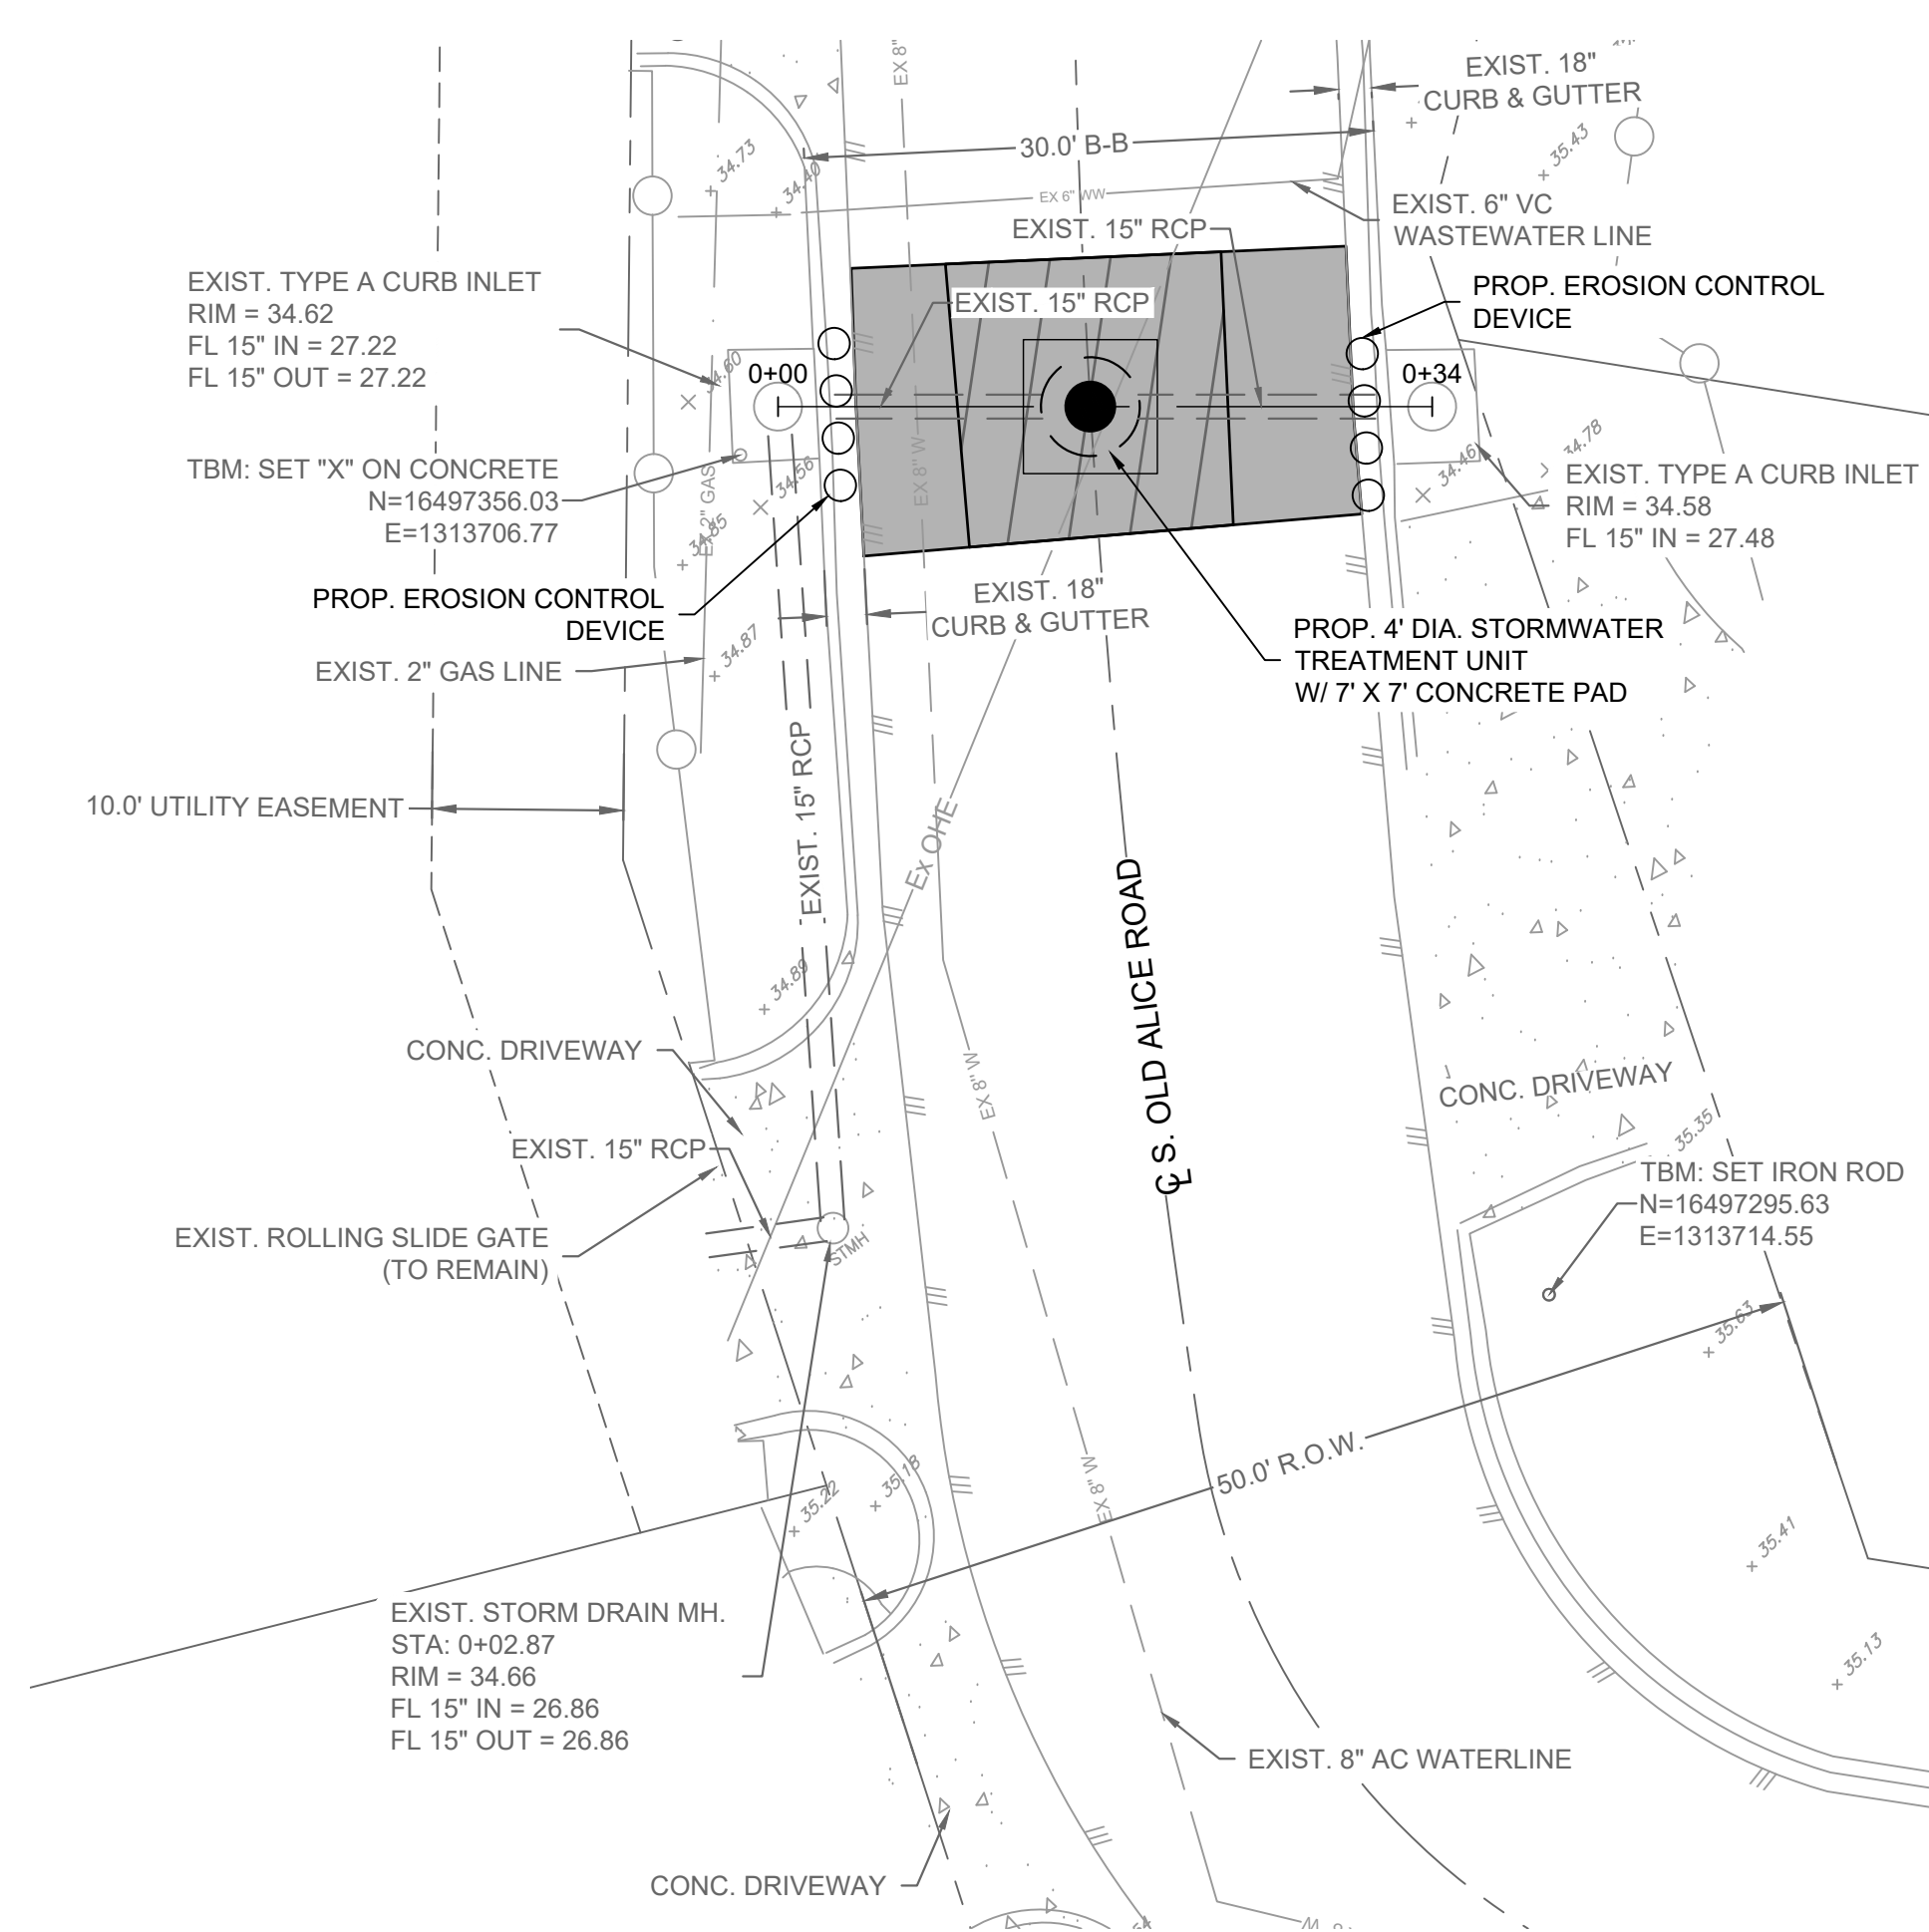 EX 8"
EXIST. 18"
CURB & GUTTER
30.0' B-B
35.43
34.73
34.40
EX 6" WW
EXIST. 6" VC
WASTEWATER LINE
EXIST. 15" RCP
EXIST. TYPE A CURB INLET
RIM = 34.62
FL 15" IN = 27.22
FL 15" OUT = 27.22
EXIST. 15" RCP
PROP. EROSION CONTROL
DEVICE
34.60
0+00
0+34
TBM: SET "X" ON CONCRETE
N=16497356.03
E=1313706.77
EX 2" GAS
34.56
34.85
EX 8" W
34.46
34.78
EXIST. TYPE A CURB INLET
RIM = 34.58
FL 15" IN = 27.48
PROP. EROSION CONTROL
DEVICE
EXIST. 18"
CURB & GUTTER
EXIST. 2" GAS LINE
34.87
PROP. 4' DIA. STORMWATER
TREATMENT UNIT
W/ 7' X 7' CONCRETE PAD
10.0' UTILITY EASEMENT
EXIST. 15" RCP
EX OHE
℄ S. OLD ALICE ROAD
34.89
CONC. DRIVEWAY
EX 8" W
CONC. DRIVEWAY
35.35
EXIST. 15" RCP
TBM: SET IRON ROD
N=16497295.63
E=1313714.55
EXIST. ROLLING SLIDE GATE
(TO REMAIN)
STMH
35.63
50.0' R.O.W.
35.22
35.18
EX 8" W
35.41
EXIST. STORM DRAIN MH.
STA: 0+02.87
RIM = 34.66
FL 15" IN = 26.86
FL 15" OUT = 26.86
35.13
EXIST. 8" AC WATERLINE
CONC. DRIVEWAY